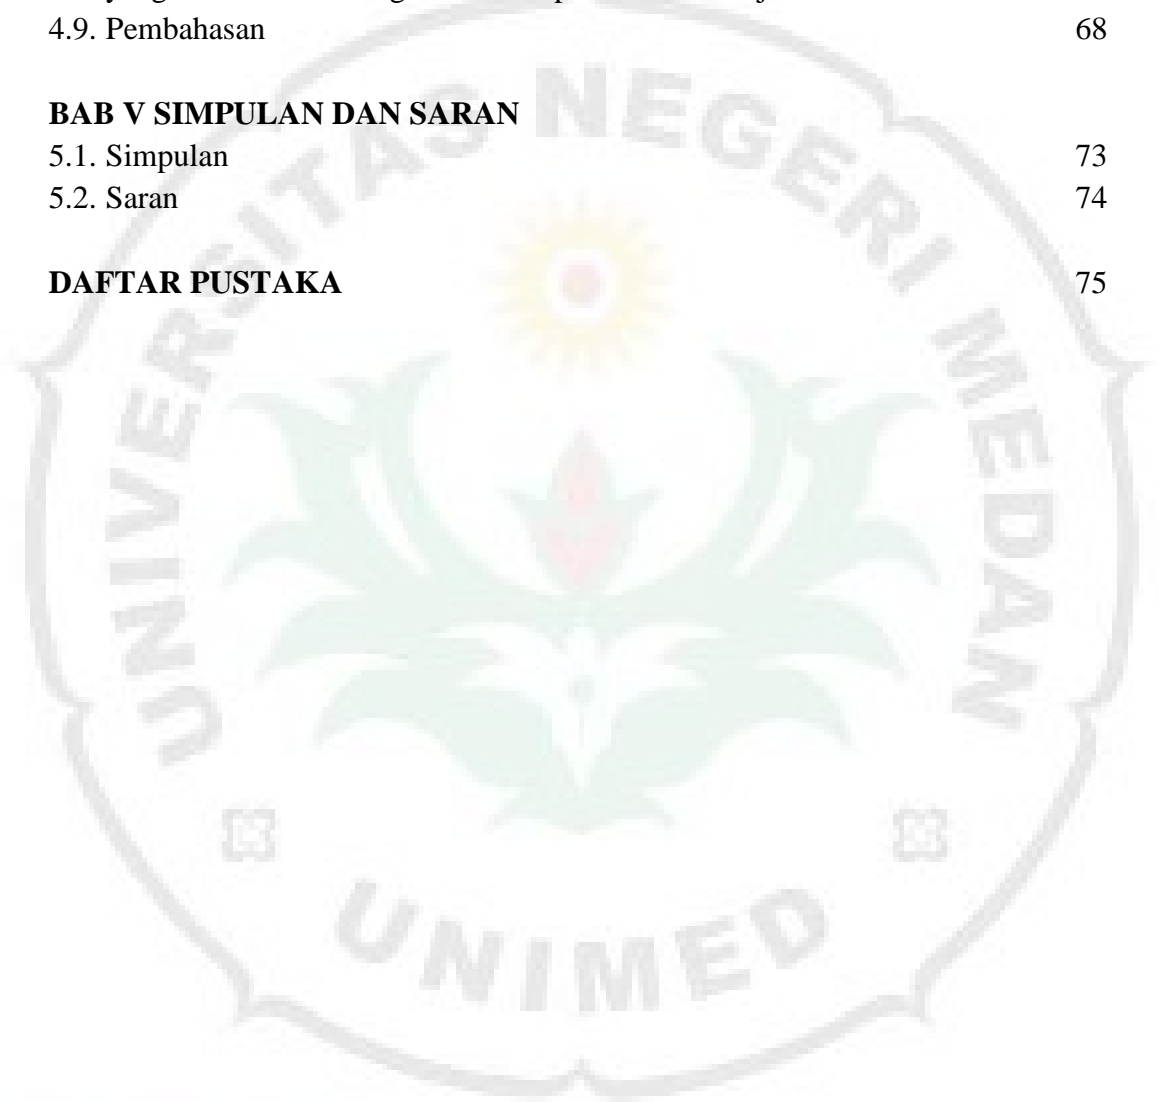 4.9. Pembahasan 68
BAB V SIMPULAN DAN SARAN
5.1. Simpulan 73
5.2. Saran 74
DAFTAR PUSTAKA 75
UNIVERSITAS NEGERI MEDAN
UNIMED